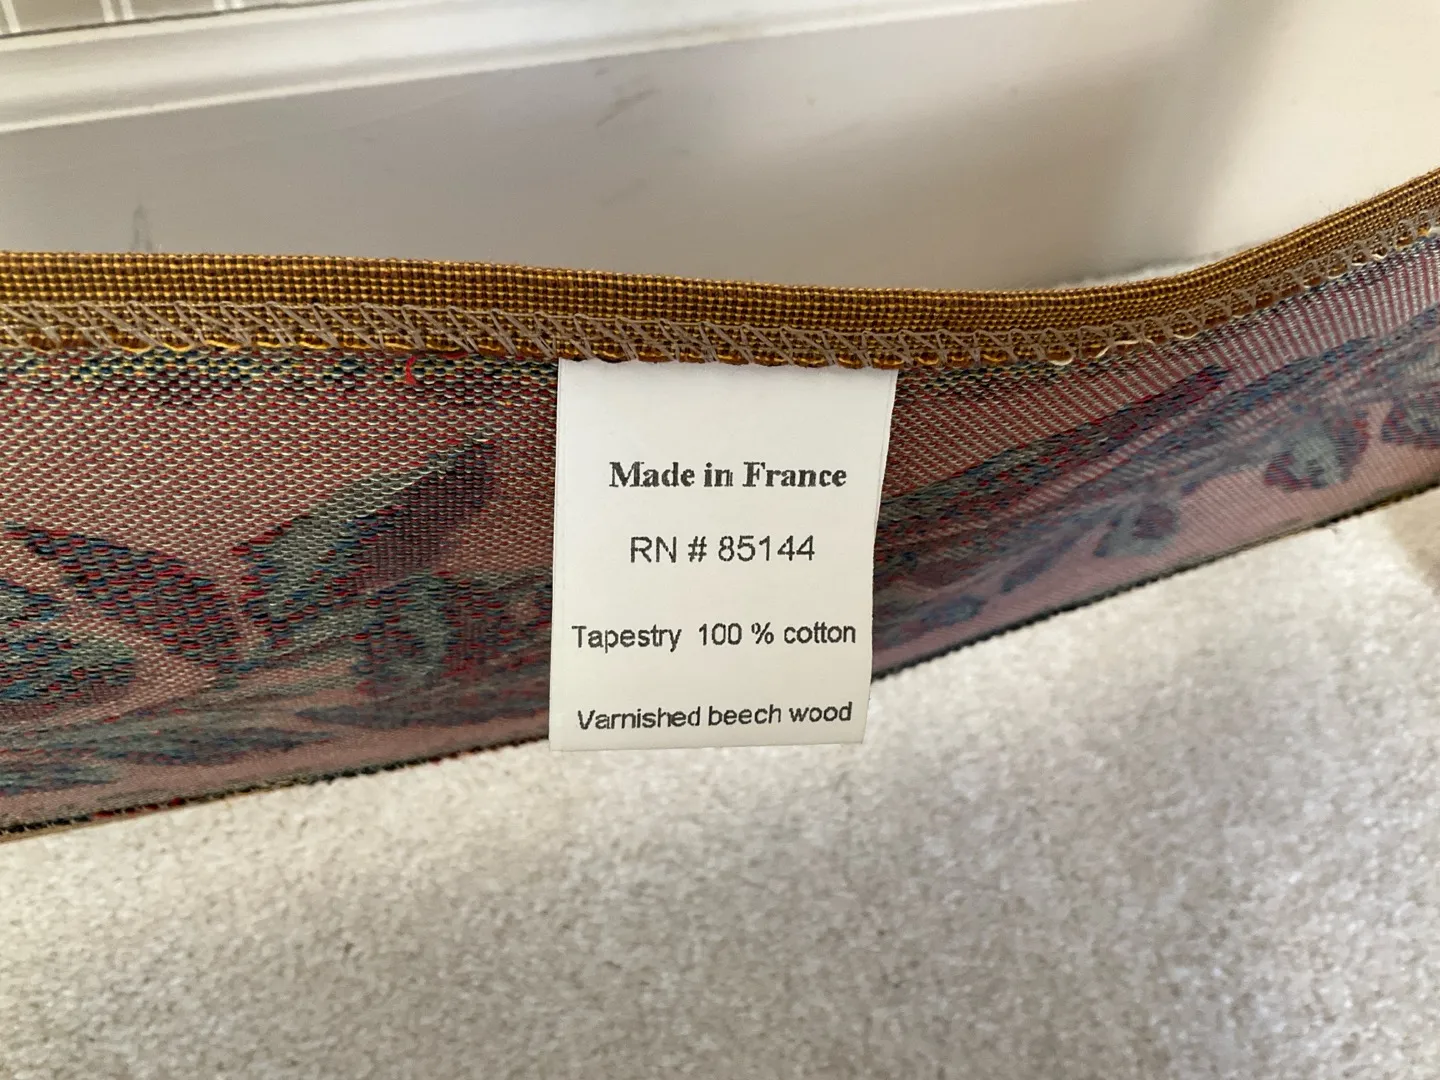 Made in France
RN # 85144
Tapestry 100 % cotton
Varnished beech wood